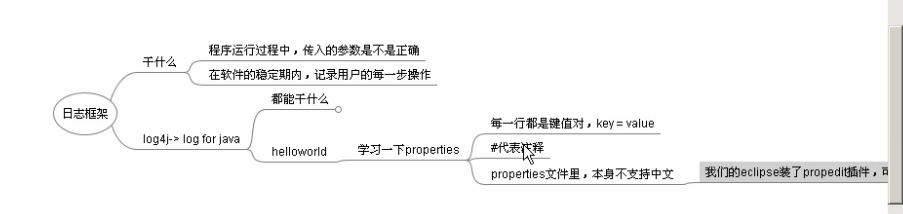 日志框架
干什么
程序运行过程中，传入的参数是不是正确
在软件的稳定期内，记录用户的每一步操作
log4j-> log for java
都能干什么
helloworld
学习一下properties
每一行都是键值对，key = value
#代表注释
properties文件里，本身不支持中文
我们的eclipse装了propedit插件，可